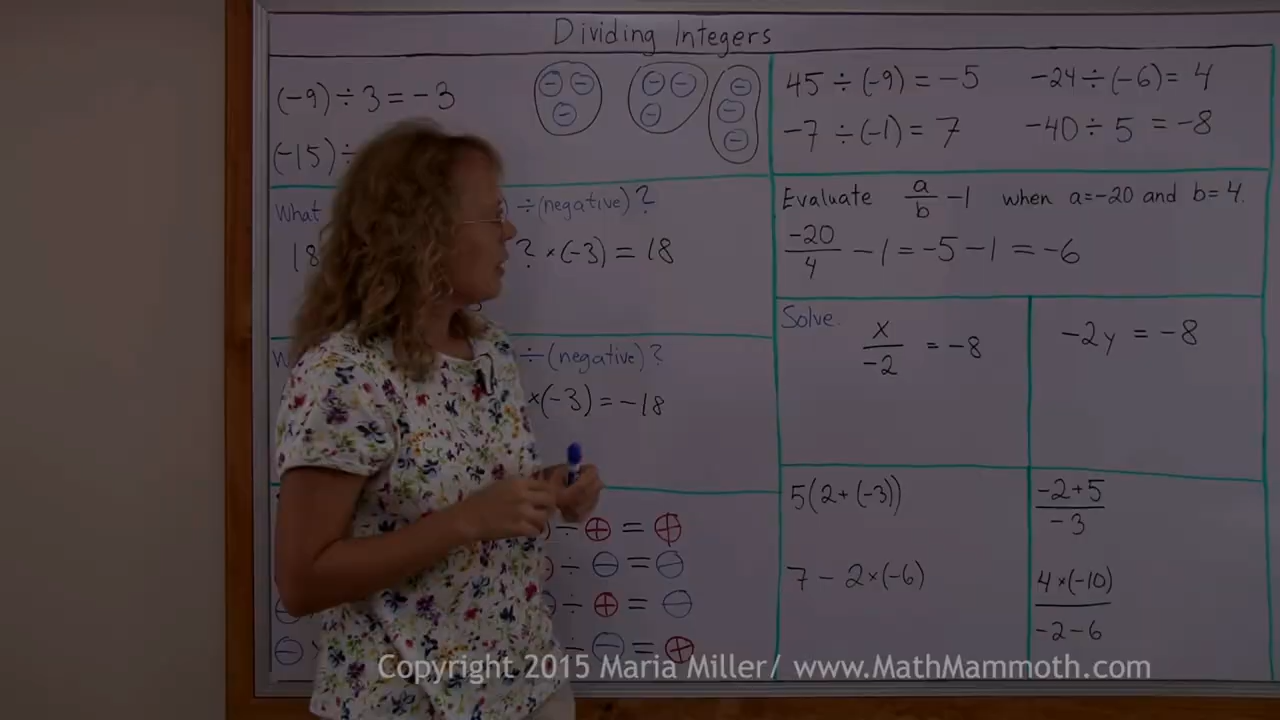 Dividing Integers
(-9) ÷ 3 = -3
(-15) ÷
What ÷(negative)?
18 ? ×(-3) = 18
÷(negative)?
×(-3) = -18
÷ ⊕ = ⊕
÷ ⊖ = ⊖
÷ ⊕ = ⊖
÷ ⊖ = ⊕
45 ÷ (-9) = -5 -24 ÷ (-6) = 4
-7 ÷ (-1) = 7 -40 ÷ 5 = -8
Evaluate a/b -1 when a=-20 and b=4.
-20/4 - 1 = -5 - 1 = -6
Solve.
x/-2 = -8
-2y = -8
5(2+(-3))
7 - 2×(-6)
-2+5
-3
4×(-10)
-2-6
Copyright 2015 Maria Miller/ www.MathMammoth.com